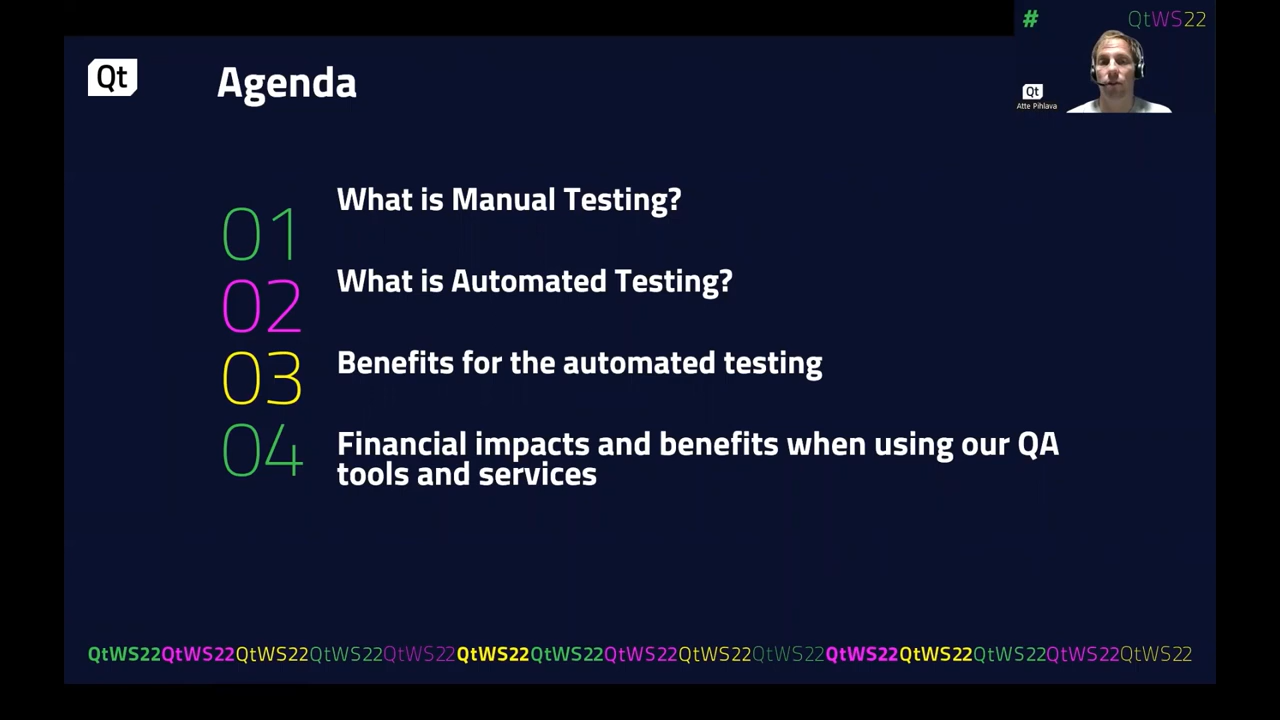 # QtWS22
Qt Agenda
Qt
Atte Pihlava
01 What is Manual Testing?
02 What is Automated Testing?
03 Benefits for the automated testing
04 Financial impacts and benefits when using our QA
tools and services
QtWS22QtWS22QtWS22QtWS22QtWS22QtWS22QtWS22QtWS22QtWS22QtWS22QtWS22QtWS22QtWS22QtWS22QtWS22